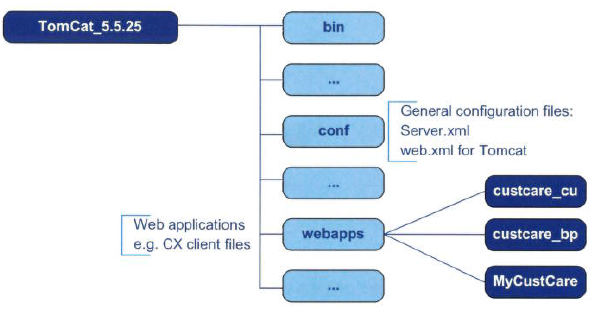 TomCat_5.5.25
bin
...
General configuration files:
Server.xml
web.xml for Tomcat
conf
...
custcare_cu
Web applications
e.g. CX client files
webapps
custcare_bp
MyCustCare
...